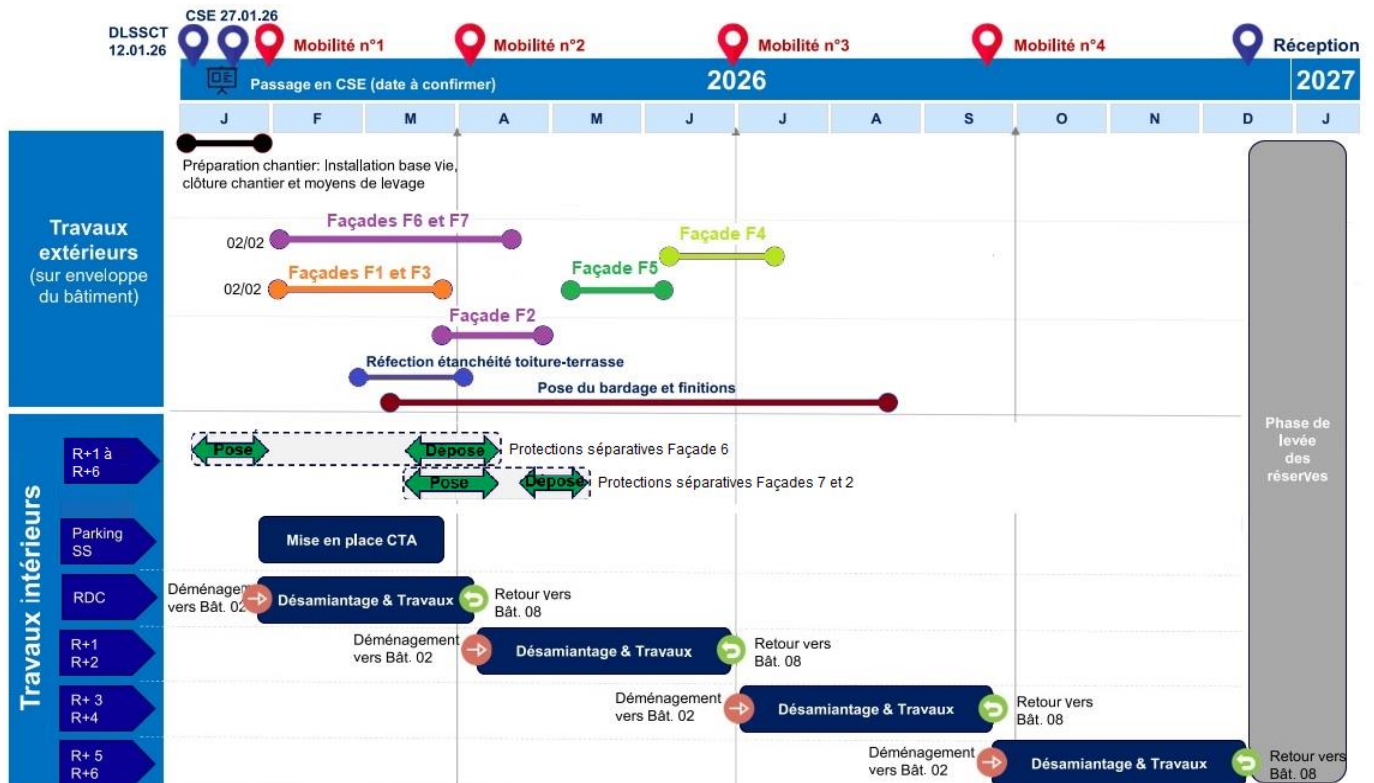 CSE 27.01.26
DLSSCT
12.01.26
Mobilité n°1
Mobilité n°2
Mobilité n°3
Mobilité n°4
Réception
Passage en CSE (date à confirmer)
2026
2027
J
F
M
A
M
J
J
A
S
O
N
D
J
Travaux
extérieurs
(sur enveloppe
du bâtiment)
Préparation chantier: Installation base vie,
clôture chantier et moyens de levage
Façades F6 et F7
02/02
Façade F4
Façades F1 et F3
02/02
Façade F5
Façade F2
Réfection étanchéité toiture-terrasse
Pose du bardage et finitions
Phase de
levée
des
réserves
Travaux intérieurs
R+1 à
R+6
Pose
Dépose
Protections séparatives Façade 6
Pose
Dépose
Protections séparatives Façades 7 et 2
Parking
SS
Mise en place CTA
RDC
Déménagem
vers Bât. 02
Désamiantage & Travaux
Retour vers
Bât. 08
R+1
R+2
Déménagement
vers Bât. 02
Désamiantage & Travaux
Retour vers
Bât. 08
R+ 3
R+4
Déménagement
vers Bât. 02
Désamiantage & Travaux
Retour vers
Bât. 08
R+ 5
R+6
Déménagement
vers Bât. 02
Désamiantage & Travaux
Retour vers
Bât. 08